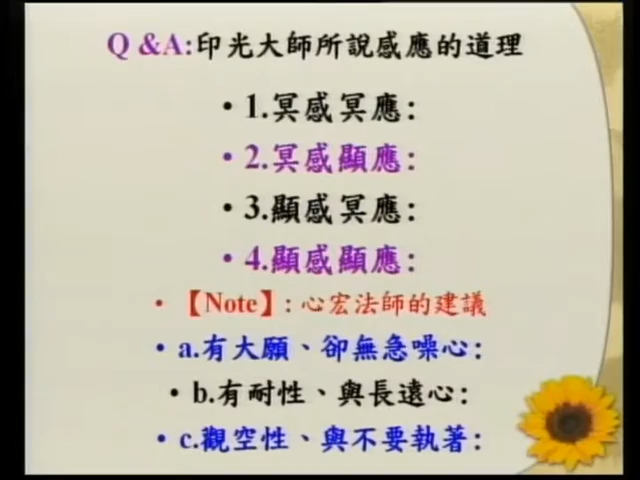 Q &A:印光大師所說感應的道理
•1.冥感冥應:
•2.冥感顯應:
•3.顯感冥應:
•4.顯感顯應:
•【Note】: 心宏法師的建議
•a.有大願、卻無急噪心:
•b.有耐性、與長遠心:
•c.觀空性、與不要執著: